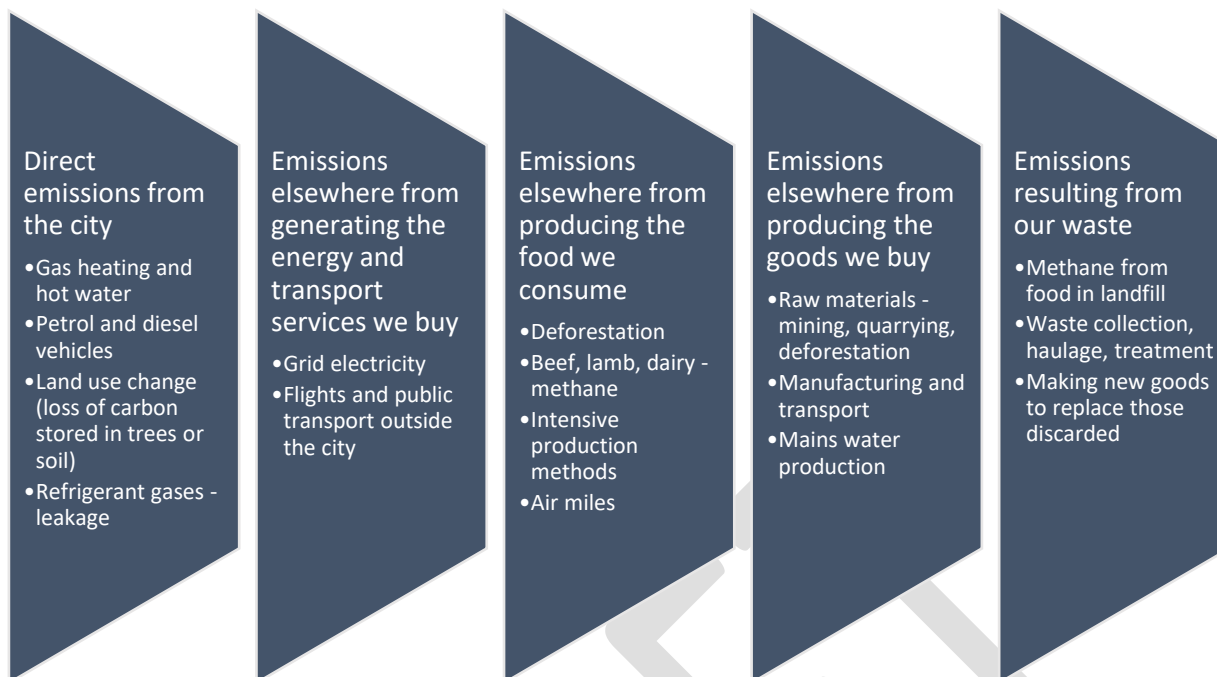 Direct
emissions from
the city
•Gas heating and
hot water
•Petrol and diesel
vehicles
•Land use change
(loss of carbon
stored in trees or
soil)
•Refrigerant gases -
leakage
Emissions
elsewhere from
generating the
energy and
transport
services we buy
•Grid electricity
•Flights and public
transport outside
the city
Emissions
elsewhere from
producing the
food we
consume
•Deforestation
•Beef, lamb, dairy -
methane
•Intensive
production
methods
•Air miles
Emissions
elsewhere from
producing the
goods we buy
•Raw materials -
mining, quarrying,
deforestation
•Manufacturing and
transport
•Mains water
production
Emissions
resulting from
our waste
•Methane from
food in landfill
•Waste collection,
haulage, treatment
•Making new goods
to replace those
discarded